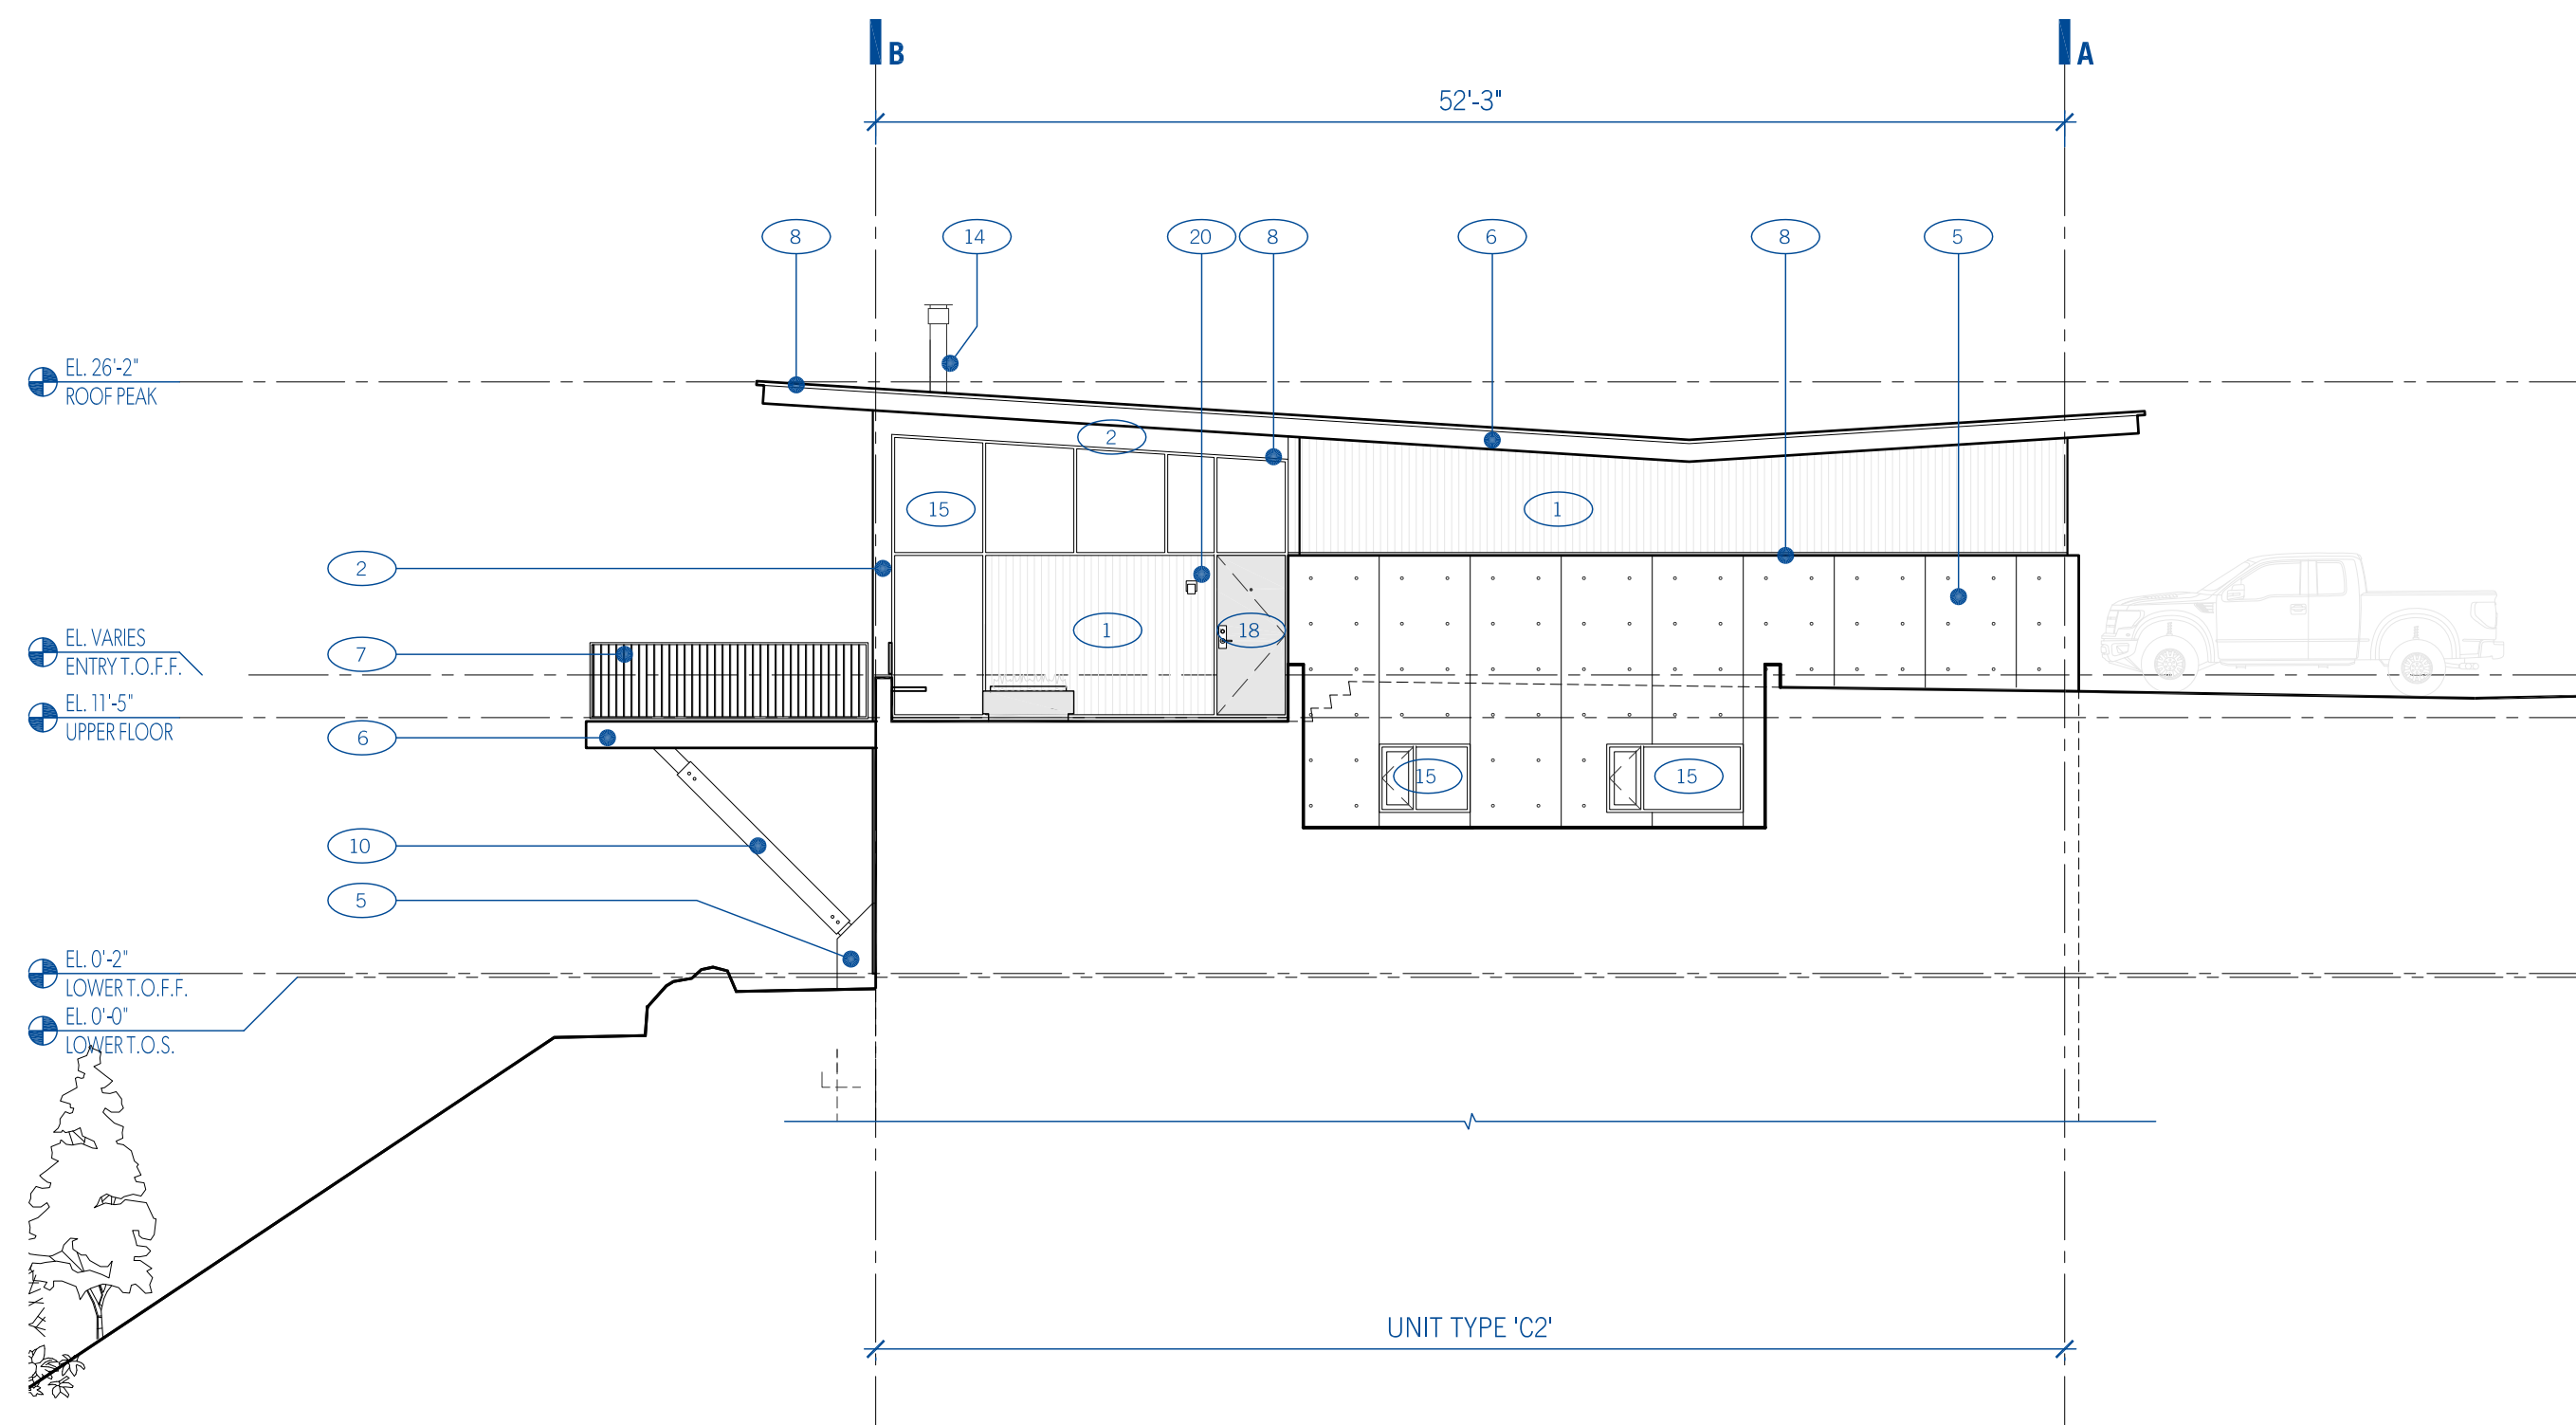 B
A
52'-3"
8
14
20
8
6
8
5
EL. 26'-2"
ROOF PEAK
2
15
1
2
EL. VARIES
ENTRY T.O.F.F.
7
1
18
EL. 11'-5"
UPPER FLOOR
6
15
15
10
5
EL. 0'-2"
LOWER T.O.F.F.
EL. 0'-0"
LOWER T.O.S.
UNIT TYPE 'C2'